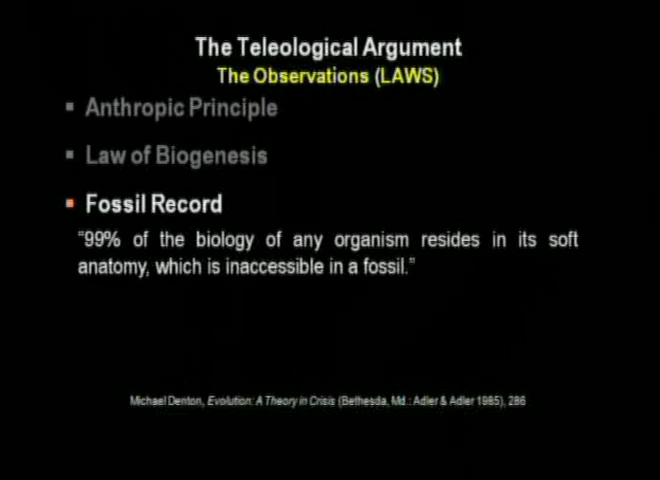 The Teleological Argument
The Observations (LAWS)
▪ Anthropic Principle
▪ Law of Biogenesis
▪ Fossil Record
"99% of the biology of any organism resides in its soft
anatomy, which is inaccessible in a fossil."
Michael Denton, Evolution: A Theory in Crisis (Bethesda, Md.: Adler & Adler 1985), 286